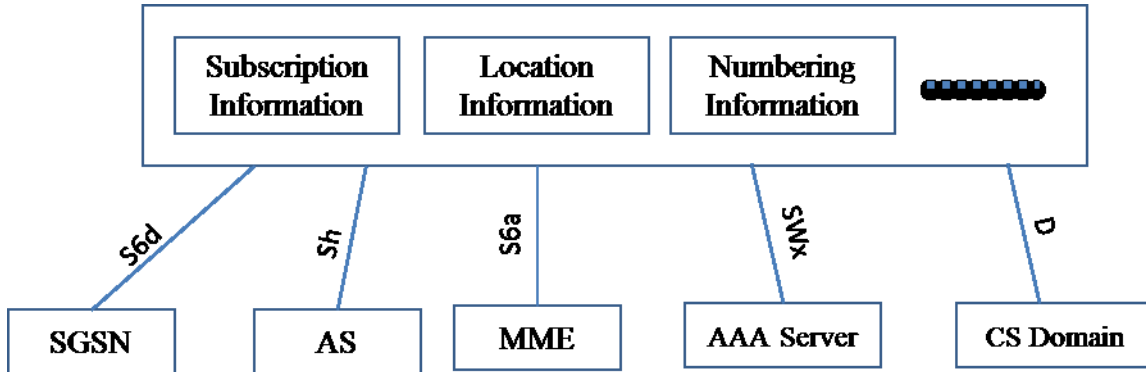 Subscription
Information
Location
Information
Numbering
Information
S6d
Sh
S6a
SWx
D
SGSN
AS
MME
AAA Server
CS Domain